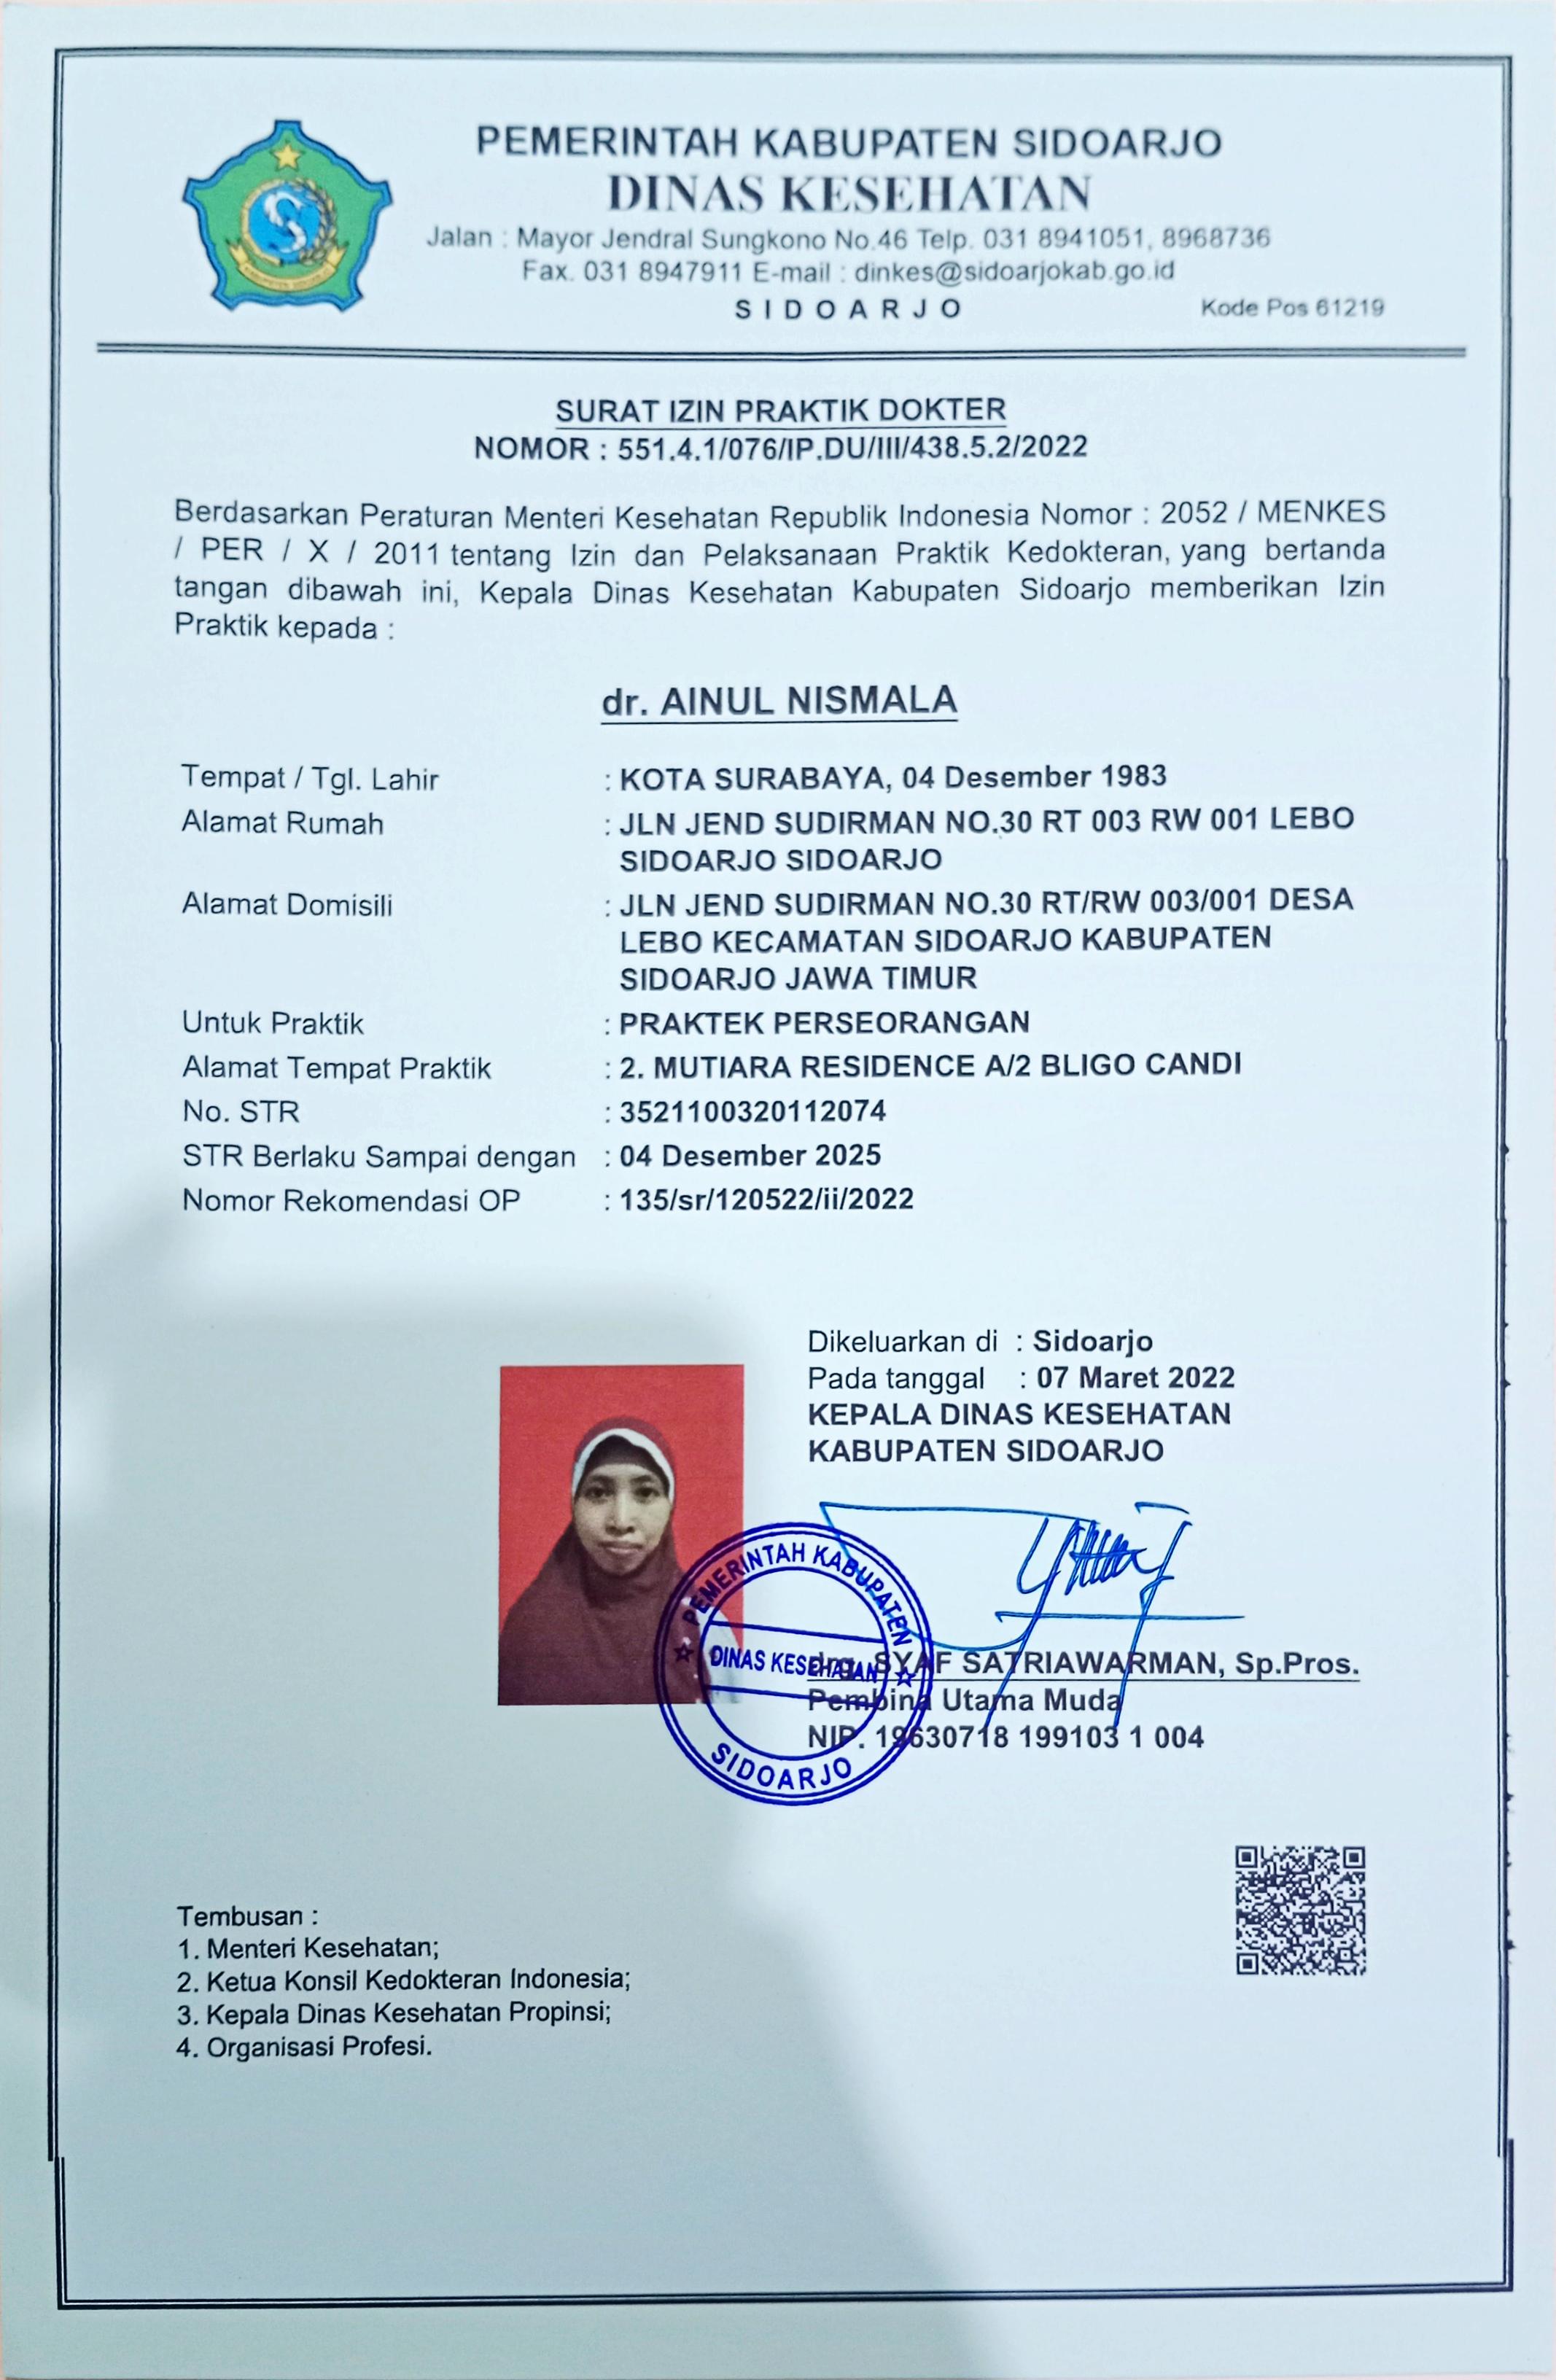 PEMERINTAH KABUPATEN SIDOARJO
DINAS KESEHATAN
Jalan : Mayor Jendral Sungkono No.46 Telp. 031 8941051, 8968736
Fax. 031 8947911 E-mail : dinkes@sidoarjokab.go.id
SIDOARJO Kode Pos 61219
SURAT IZIN PRAKTIK DOKTER
NOMOR : 551.4.1/076/IP.DU/III/438.5.2/2022
Berdasarkan Peraturan Menteri Kesehatan Republik Indonesia Nomor : 2052 / MENKES
/ PER / X / 2011 tentang Izin dan Pelaksanaan Praktik Kedokteran, yang bertanda
tangan dibawah ini, Kepala Dinas Kesehatan Kabupaten Sidoarjo memberikan Izin
Praktik kepada :
dr. AINUL NISMALA
Tempat / Tgl. Lahir : KOTA SURABAYA, 04 Desember 1983
Alamat Rumah : JLN JEND SUDIRMAN NO.30 RT 003 RW 001 LEBO
SIDOARJO SIDOARJO
Alamat Domisili : JLN JEND SUDIRMAN NO.30 RT/RW 003/001 DESA
LEBO KECAMATAN SIDOARJO KABUPATEN
SIDOARJO JAWA TIMUR
Untuk Praktik : PRAKTEK PERSEORANGAN
Alamat Tempat Praktik : 2. MUTIARA RESIDENCE A/2 BLIGO CANDI
No. STR : 3521100320112074
STR Berlaku Sampai dengan : 04 Desember 2025
Nomor Rekomendasi OP : 135/sr/120522/ii/2022
Dikeluarkan di : Sidoarjo
Pada tanggal : 07 Maret 2022
KEPALA DINAS KESEHATAN
KABUPATEN SIDOARJO
PEMERINTAH KABUPATEN
DINAS KESEHATAN
SIDOARJO
drg. SYAF SATRIAWARMAN, Sp.Pros.
Pembina Utama Muda
NIP. 19630718 199103 1 004
Tembusan :
1. Menteri Kesehatan;
2. Ketua Konsil Kedokteran Indonesia;
3. Kepala Dinas Kesehatan Propinsi;
4. Organisasi Profesi.